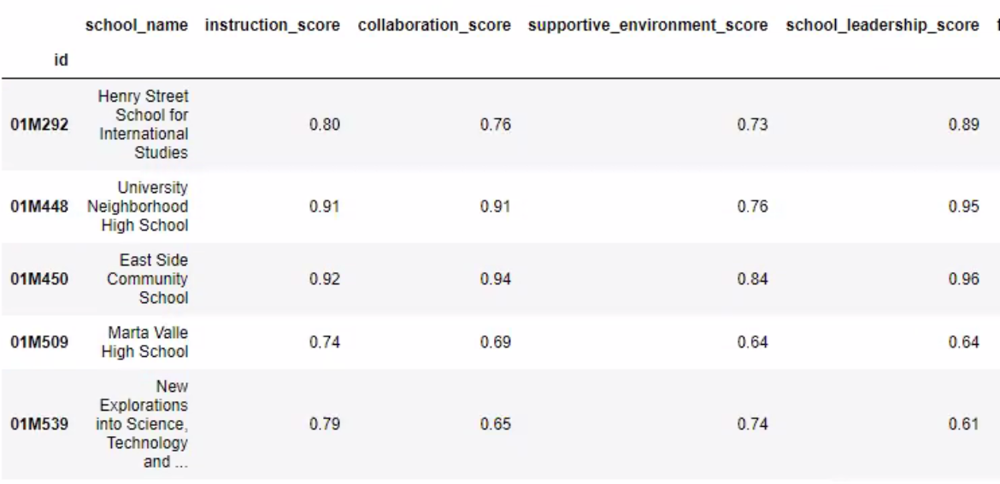 school_name instruction_score collaboration_score supportive_environment_score school_leadership_score
id
01M292 Henry Street School for International Studies 0.80 0.76 0.73 0.89
01M448 University Neighborhood High School 0.91 0.91 0.76 0.95
01M450 East Side Community School 0.92 0.94 0.84 0.96
01M509 Marta Valle High School 0.74 0.69 0.64 0.64
01M539 New Explorations into Science, Technology and ... 0.79 0.65 0.74 0.61